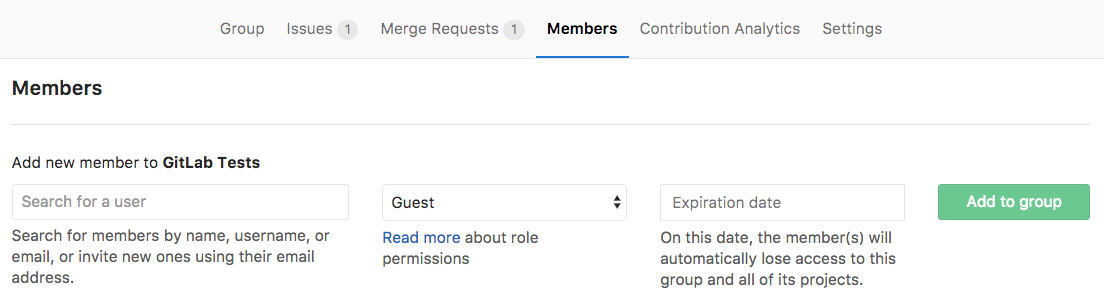 Group Issues 1 Merge Requests 1 Members Contribution Analytics Settings
Members
Add new member to GitLab Tests
Search for a user
Guest
Expiration date
Add to group
Search for members by name, username, or
email, or invite new ones using their email
address.
Read more about role
permissions
On this date, the member(s) will
automatically lose access to this
group and all of its projects.